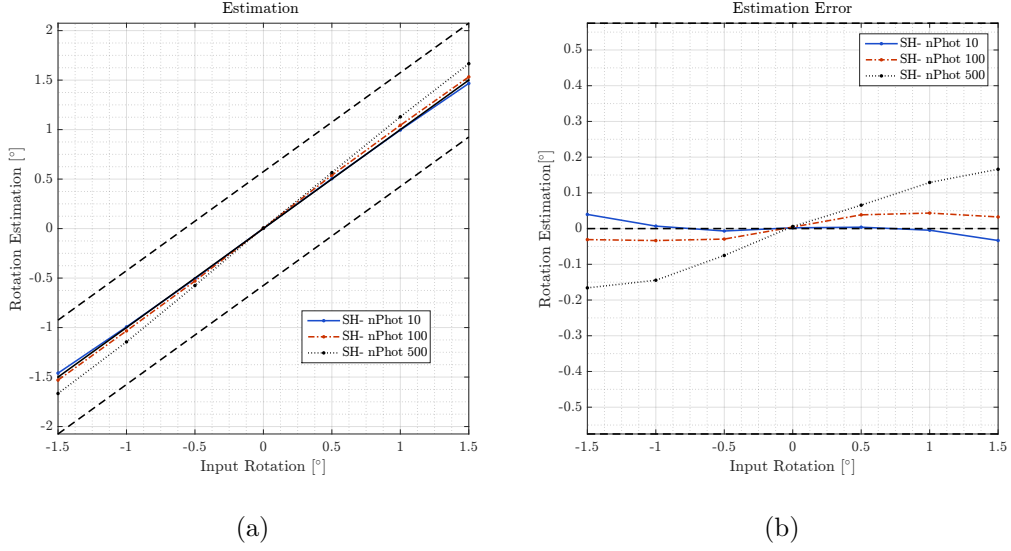 Estimation
2
1.5
1
0.5
0
-0.5
-1
-1.5
-2
Rotation Estimation [°]
SH- nPhot 10
SH- nPhot 100
SH- nPhot 500
-1.5 -1 -0.5 0 0.5 1 1.5
Input Rotation [°]
(a)
Estimation Error
0.5
0.4
0.3
0.2
0.1
0
-0.1
-0.2
-0.3
-0.4
-0.5
Rotation Estimation[°]
SH- nPhot 10
SH- nPhot 100
SH- nPhot 500
-1.5 -1 -0.5 0 0.5 1 1.5
Input Rotation [°]
(b)